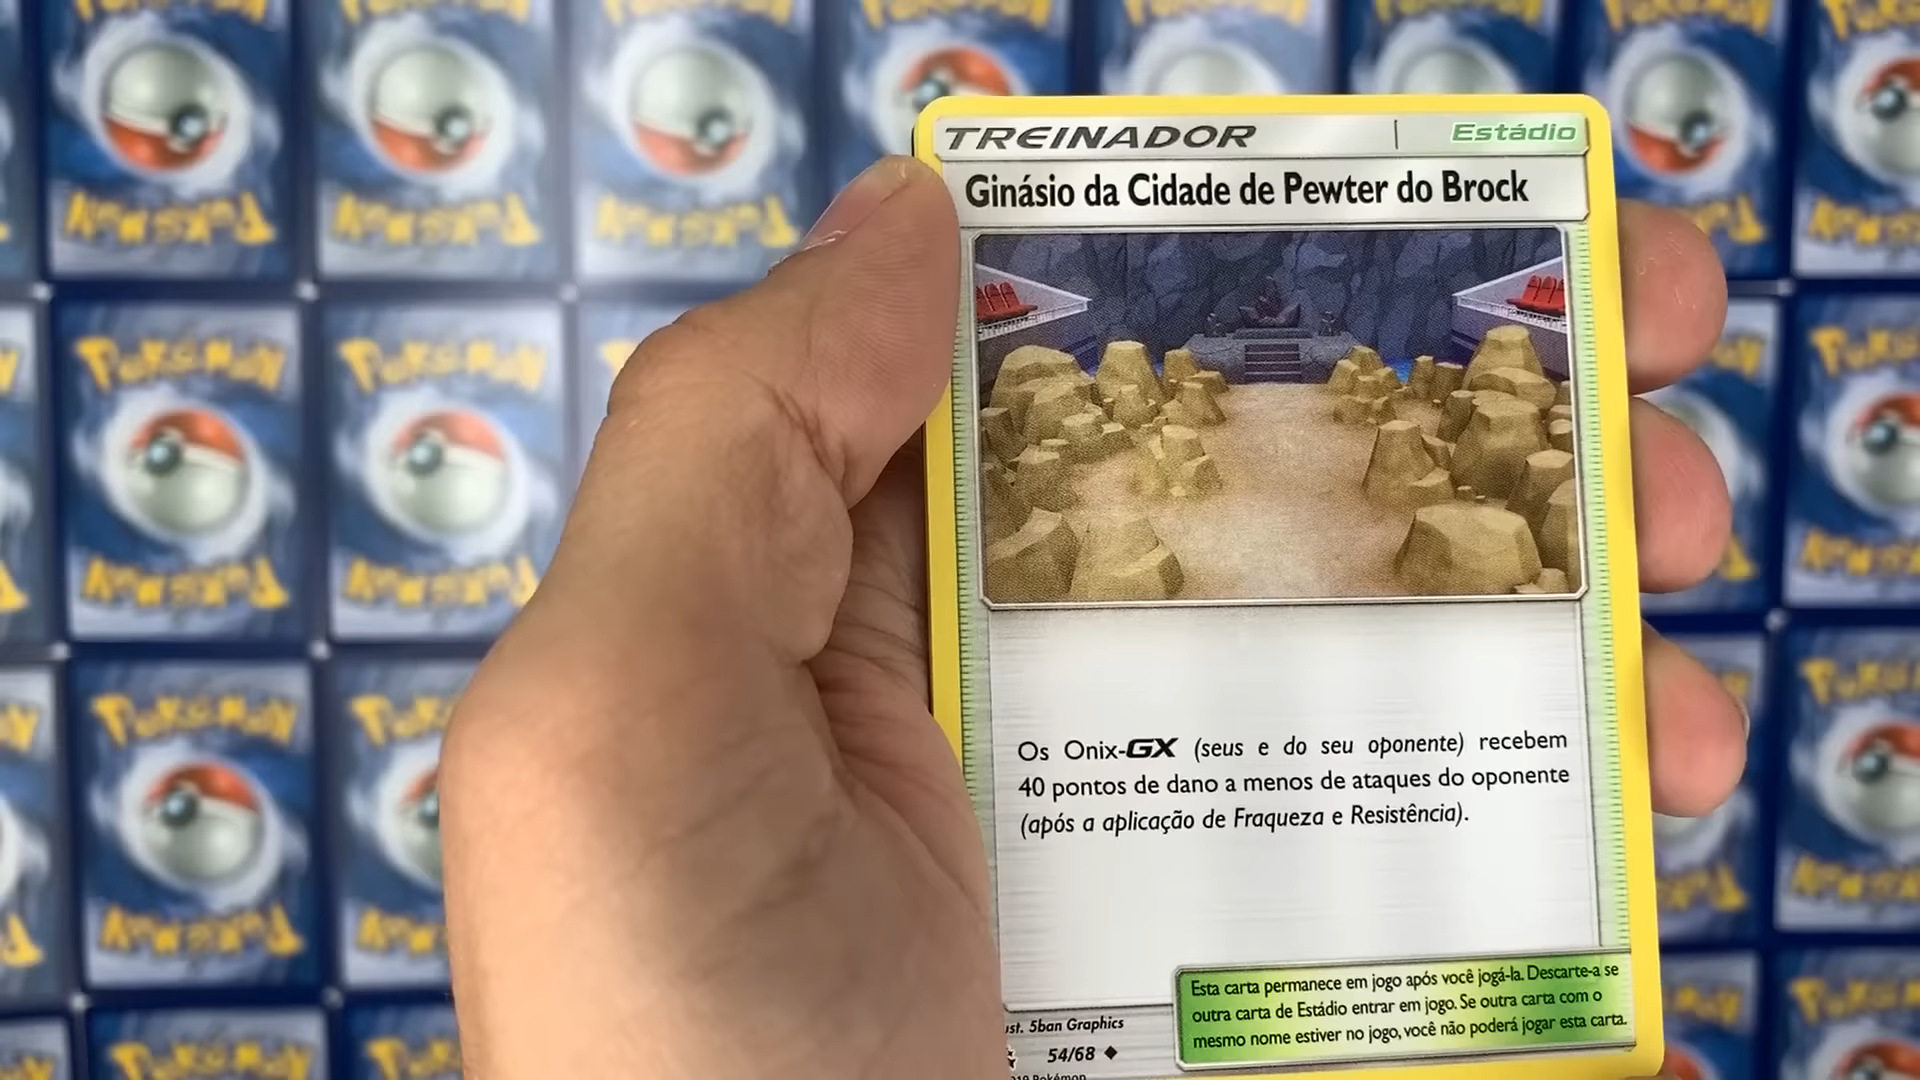 TREINADOR | Estádio
Ginásio da Cidade de Pewter do Brock
Os Onix-GX (seus e do seu oponente) recebem
40 pontos de dano a menos de ataques do oponente
(após a aplicação de Fraqueza e Resistência).
Esta carta permanece em jogo após você jogá-la. Descarte-a se
outra carta de Estádio entrar em jogo. Se outra carta com o
mesmo nome estiver no jogo, você não poderá jogar esta carta.
5ban Graphics
54/68
Pokémon